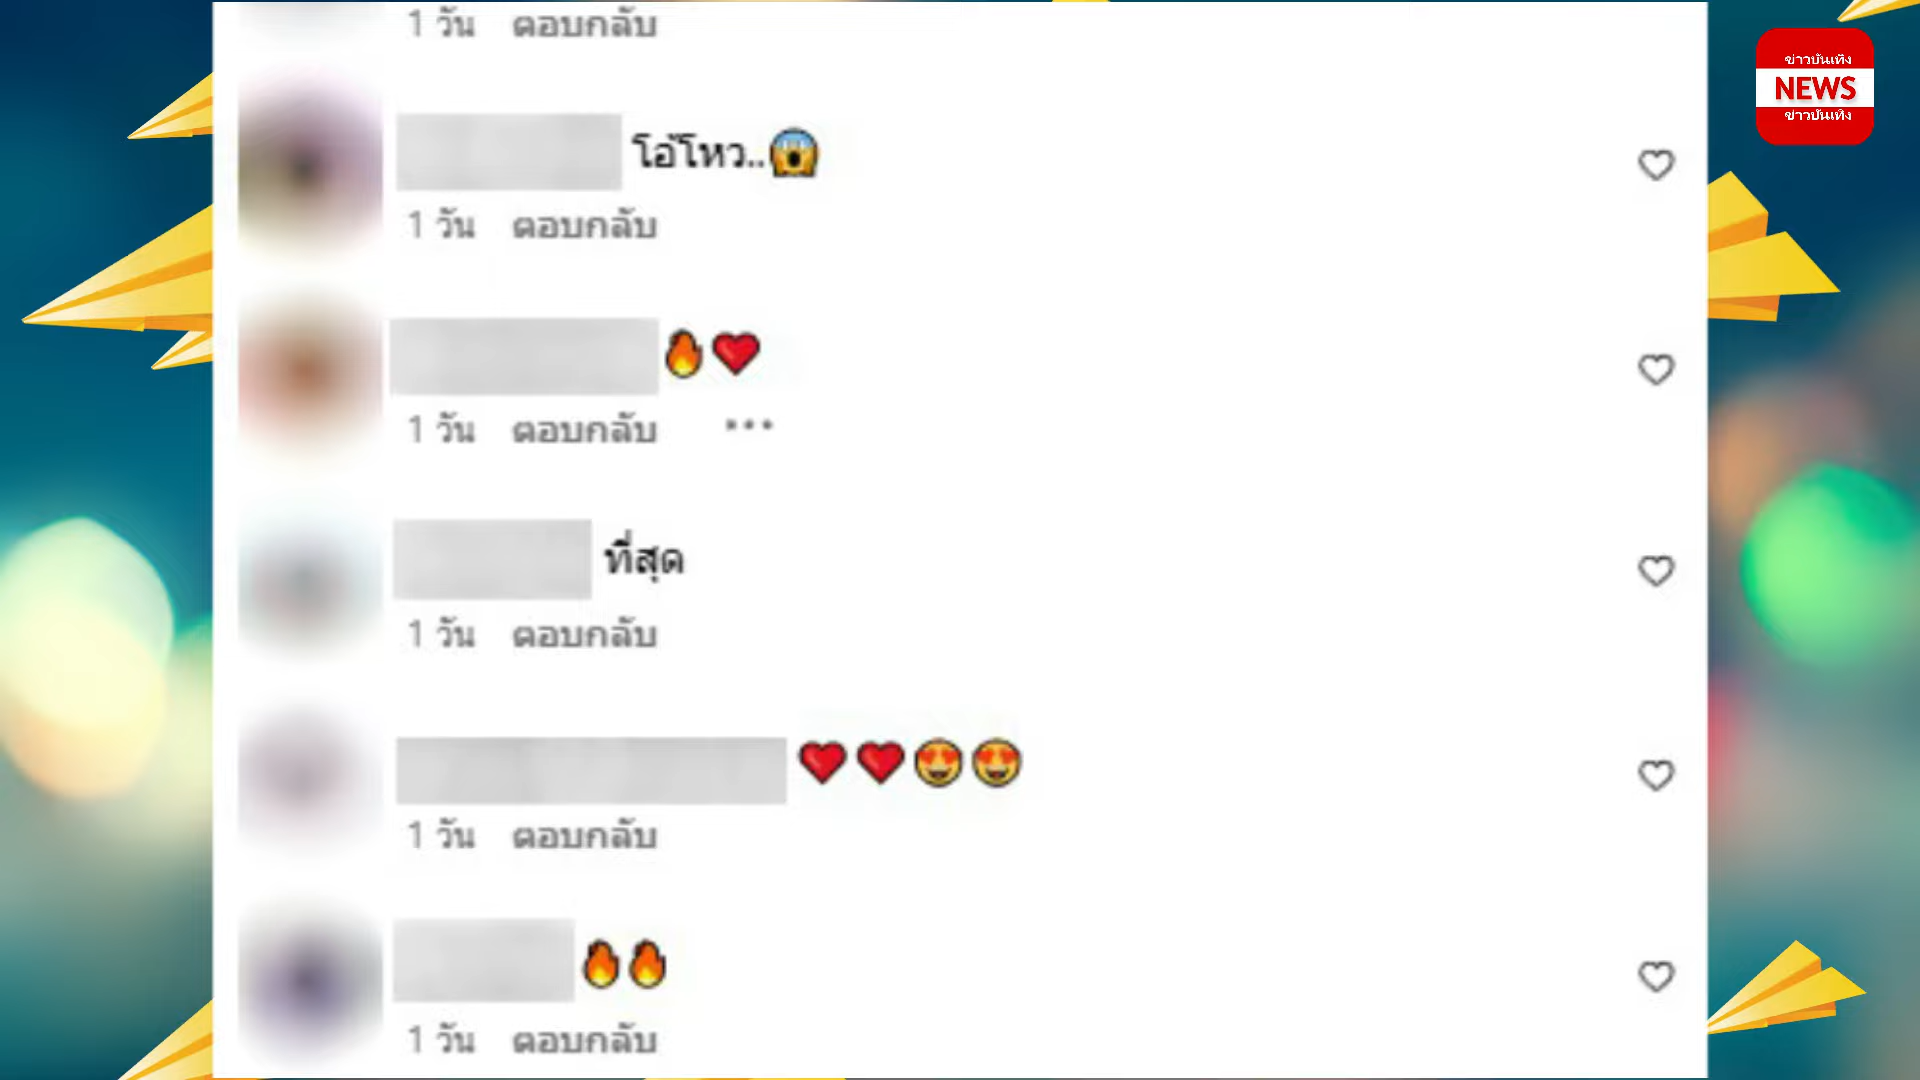 1 วัน ตอบกลับ
ข่าวบันเทิง
NEWS
ข่าวบันเทิง
โอ้โหว..😱
1 วัน ตอบกลับ
🔥❤️
1 วัน ตอบกลับ ...
ที่สุด
1 วัน ตอบกลับ
❤️❤️😍😍
1 วัน ตอบกลับ
🔥🔥
1 วัน ตอบกลับ